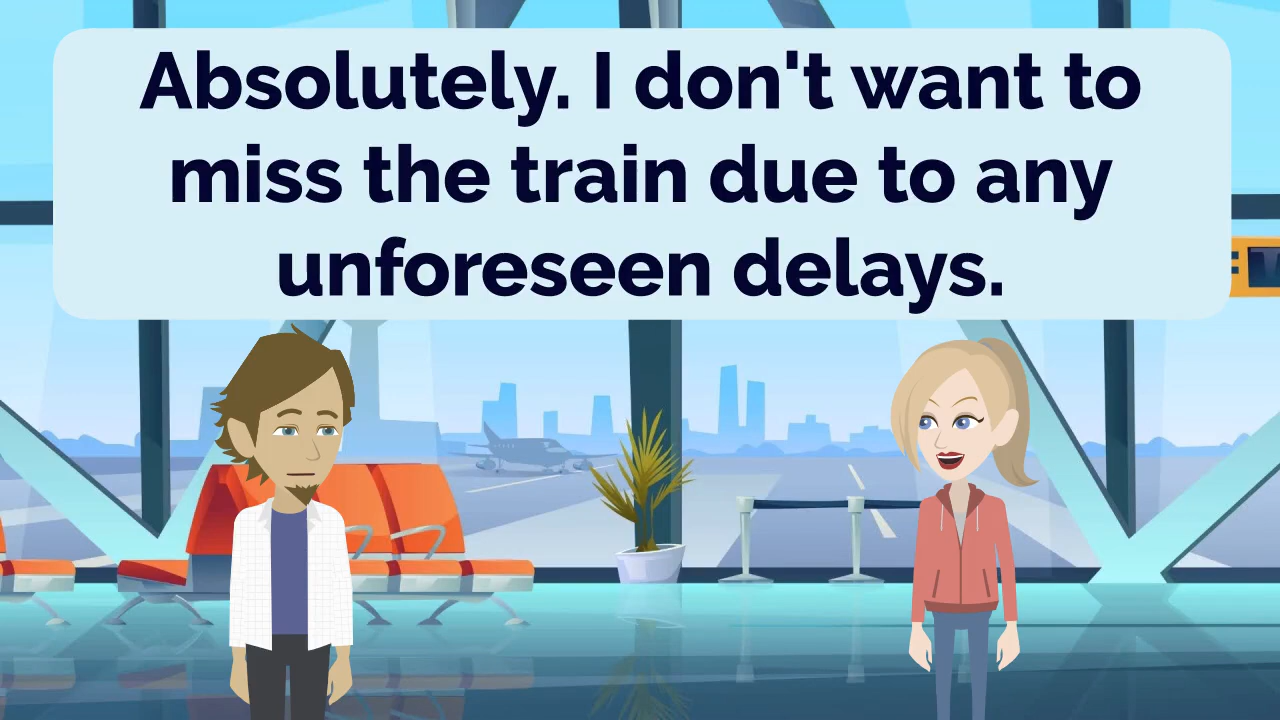 Absolutely. I don't want to
miss the train due to any
unforeseen delays.